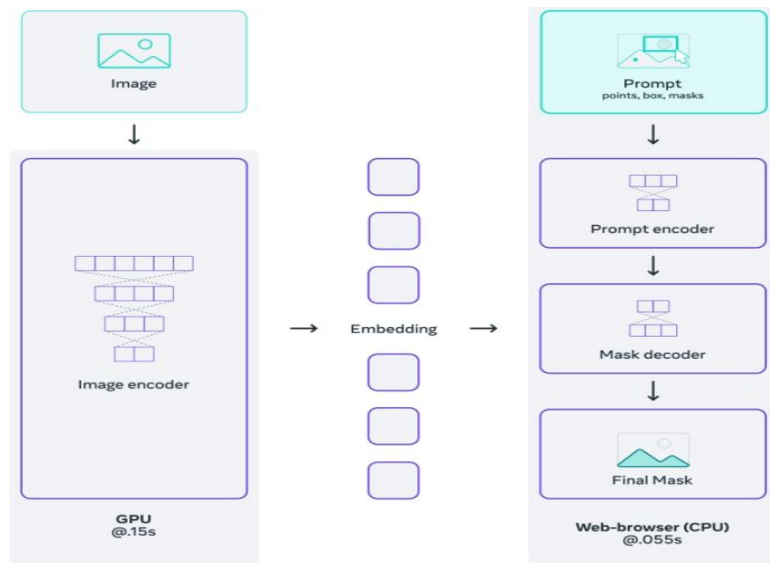 Image
Image encoder
GPU
@.15s
Embedding
Prompt
points, box, masks
Prompt encoder
Mask decoder
Final Mask
Web-browser (CPU)
@.055s